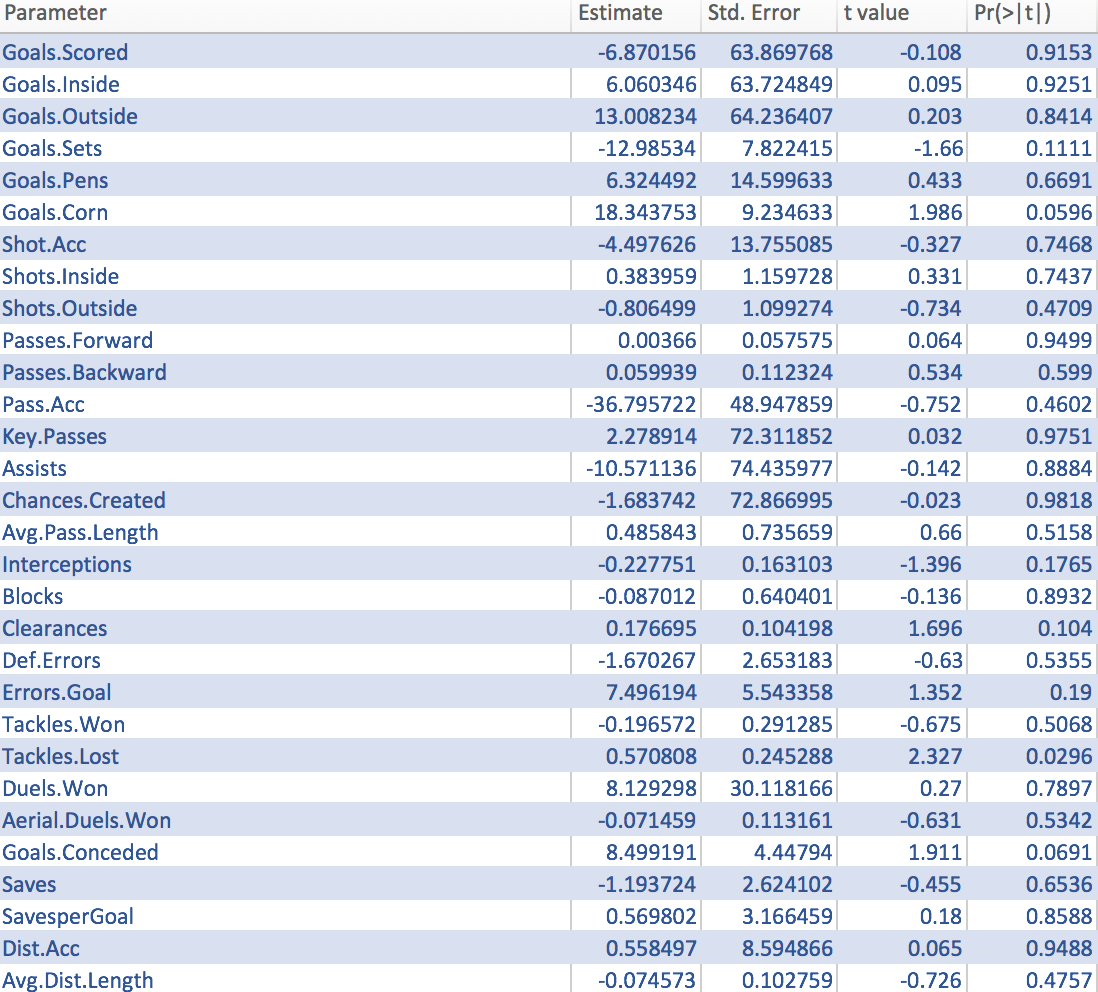 Parameter Estimate Std. Error t value Pr(>|t|)
Goals.Scored -6.870156 63.869768 -0.108 0.9153
Goals.Inside 6.060346 63.724849 0.095 0.9251
Goals.Outside 13.008234 64.236407 0.203 0.8414
Goals.Sets -12.98534 7.822415 -1.66 0.1111
Goals.Pens 6.324492 14.599633 0.433 0.6691
Goals.Corn 18.343753 9.234633 1.986 0.0596
Shot.Acc -4.497626 13.755085 -0.327 0.7468
Shots.Inside 0.383959 1.159728 0.331 0.7437
Shots.Outside -0.806499 1.099274 -0.734 0.4709
Passes.Forward 0.00366 0.057575 0.064 0.9499
Passes.Backward 0.059939 0.112324 0.534 0.599
Pass.Acc -36.795722 48.947859 -0.752 0.4602
Key.Passes 2.278914 72.311852 0.032 0.9751
Assists -10.571136 74.435977 -0.142 0.8884
Chances.Created -1.683742 72.866995 -0.023 0.9818
Avg.Pass.Length 0.485843 0.735659 0.66 0.5158
Interceptions -0.227751 0.163103 -1.396 0.1765
Blocks -0.087012 0.640401 -0.136 0.8932
Clearances 0.176695 0.104198 1.696 0.104
Def.Errors -1.670267 2.653183 -0.63 0.5355
Errors.Goal 7.496194 5.543358 1.352 0.19
Tackles.Won -0.196572 0.291285 -0.675 0.5068
Tackles.Lost 0.570808 0.245288 2.327 0.0296
Duels.Won 8.129298 30.118166 0.27 0.7897
Aerial.Duels.Won -0.071459 0.113161 -0.631 0.5342
Goals.Conceded 8.499191 4.44794 1.911 0.0691
Saves -1.193724 2.624102 -0.455 0.6536
SavesperGoal 0.569802 3.166459 0.18 0.8588
Dist.Acc 0.558497 8.594866 0.065 0.9488
Avg.Dist.Length -0.074573 0.102759 -0.726 0.4757